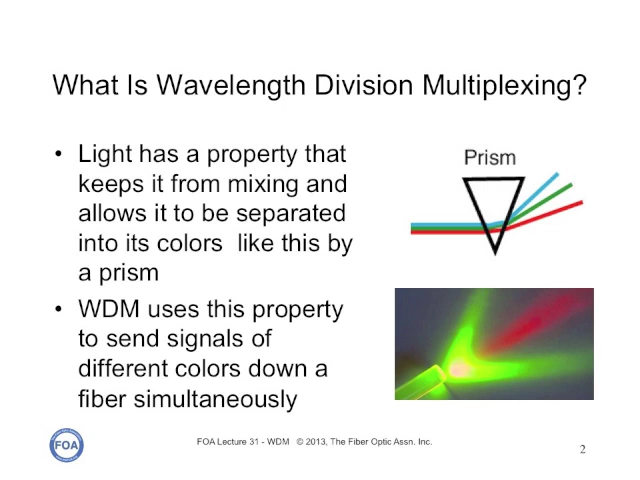 What Is Wavelength Division Multiplexing?
• Light has a property that
keeps it from mixing and
allows it to be separated
into its colors  like this by
a prism
• WDM uses this property
to send signals of
different colors down a
fiber simultaneously
Prism
FOA
FOA Lecture 31 - WDM   © 2013, The Fiber Optic Assn. Inc.
2